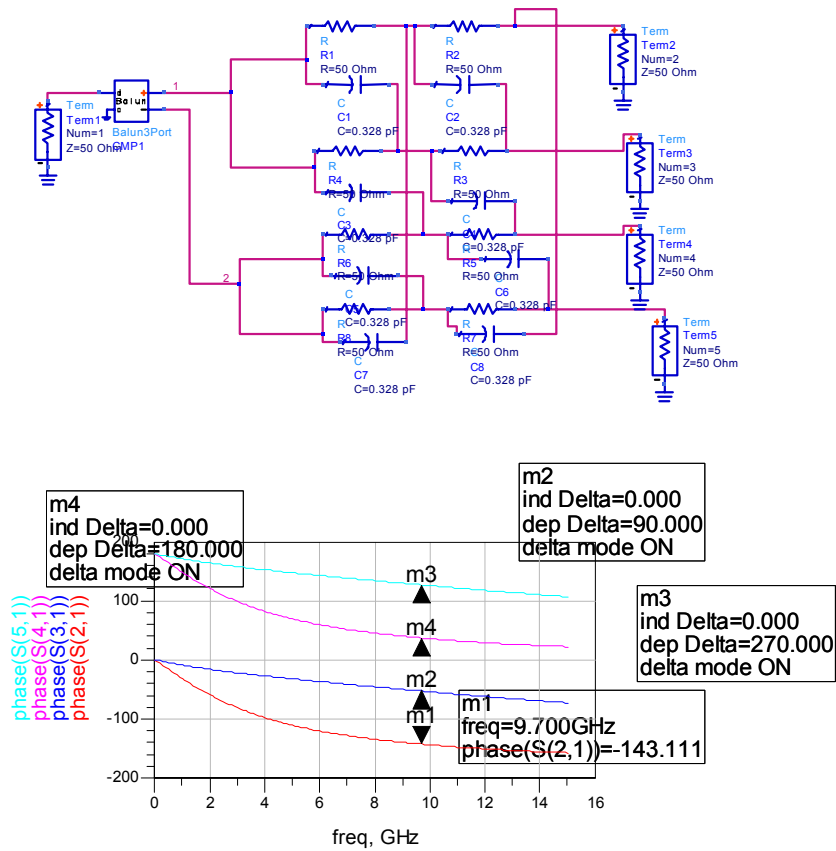 R
R1
R=50 Ohm
R
R2
R=50 Ohm
Term
Term2
Num=2
Z=50 Ohm
1
d
Balun
c
Balun3Port
CMP1
Term
Term1
Num=1
Z=50 Ohm
C
C1
C=0.328 pF
C
C2
C=0.328 pF
Term
Term3
Num=3
Z=50 Ohm
R
R4
R=50 Ohm
R
R3
R=50 Ohm
C
C3
C=0.328 pF
C
C=0.328 pF
Term
Term4
Num=4
Z=50 Ohm
2
R
R6
R=50 Ohm
R
R5
R=50 Ohm
C
C=0.328 pF
C
C6
C=0.328 pF
Term
Term5
Num=5
Z=50 Ohm
R
R8
R=50 Ohm
R
R7
R=50 Ohm
C
C7
C=0.328 pF
C
C8
C=0.328 pF
m4
ind Delta=0.000
dep Delta=180.000
delta mode ON
m2
ind Delta=0.000
dep Delta=90.000
delta mode ON
m3
ind Delta=0.000
dep Delta=270.000
delta mode ON
m1
freq=9.700GHz
phase(S(2,1))=-143.111
m3
m4
m2
m1
phase(S(5,1))
phase(S(4,1))
phase(S(3,1))
phase(S(2,1))
200
100
0
-100
-200
0 2 4 6 8 10 12 14 16
freq, GHz